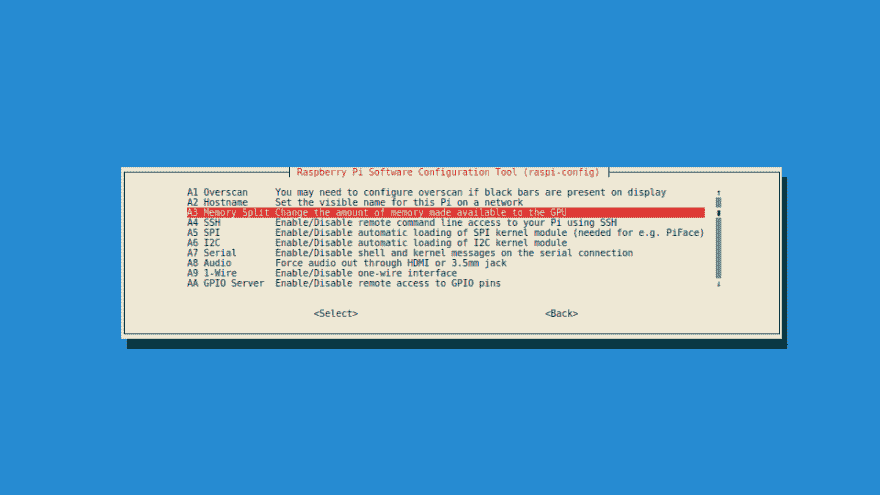 Raspberry Pi Software Configuration Tool (raspi-config)
A1 Overscan You may need to configure overscan if black bars are present on display
A2 Hostname Set the visible name for this Pi on a network
A3 Memory Split Change the amount of memory made available to the GPU
A4 SSH Enable/Disable remote command line access to your Pi using SSH
A5 SPI Enable/Disable automatic loading of SPI kernel module (needed for e.g. PiFace)
A6 I2C Enable/Disable automatic loading of I2C kernel module
A7 Serial Enable/Disable shell and kernel messages on the serial connection
A8 Audio Force audio out through HDMI or 3.5mm jack
A9 1-Wire Enable/Disable one-wire interface
AA GPIO Server Enable/Disable remote access to GPIO pins
<Select> <Back>